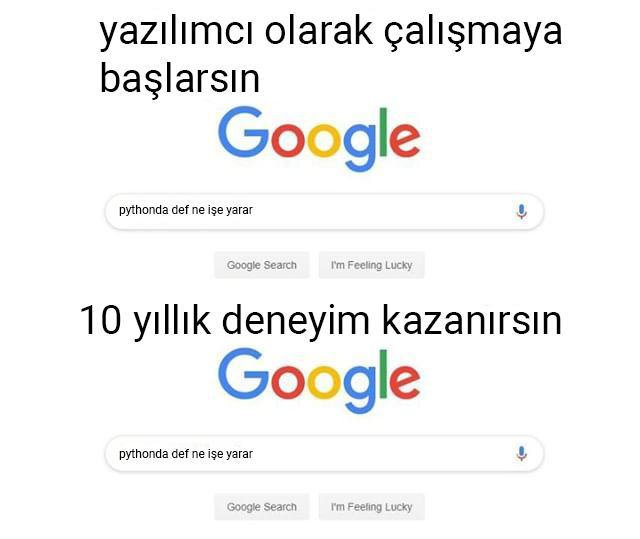 yazılımcı olarak çalışmaya
başlarsın
Google
pythonda def ne işe yarar
Google Search I'm Feeling Lucky
10 yıllık deneyim kazanırsın
Google
pythonda def ne işe yarar
Google Search I'm Feeling Lucky